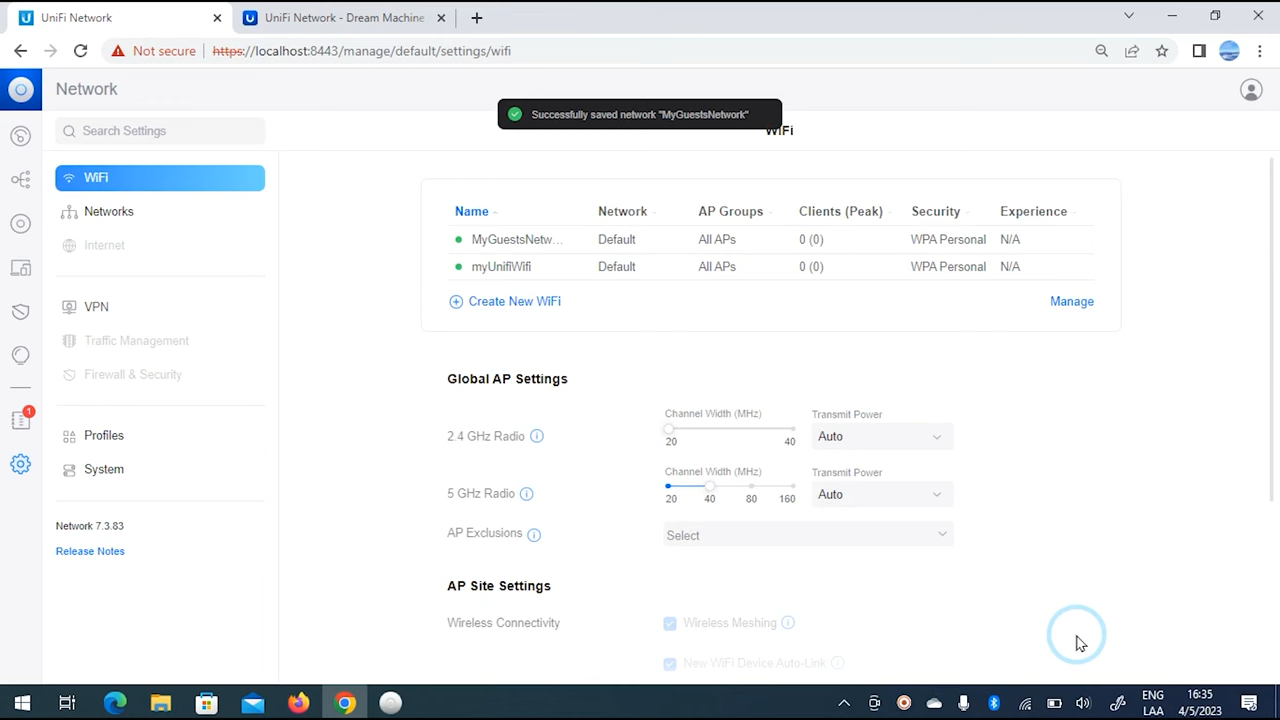 UniFi Network
UniFi Network - Dream Machine
Not secure
https://localhost:8443/manage/default/settings/wifi
Network
Successfully saved network "MyGuestsNetwork"
Search Settings
WiFi
WiFi
Networks
Internet
VPN
Traffic Management
Firewall & Security
Profiles
System
Network 7.3.83
Release Notes
1
Name Network AP Groups Clients (Peak) Security Experience
MyGuestsNetw... Default All APs 0 (0) WPA Personal N/A
myUnifiWifi Default All APs 0 (0) WPA Personal N/A
Create New WiFi Manage
Global AP Settings
Channel Width (MHz) Transmit Power
2.4 GHz Radio 20 40 Auto
Channel Width (MHz) Transmit Power
5 GHz Radio 20 40 80 160 Auto
AP Exclusions Select
AP Site Settings
Wireless Connectivity Wireless Meshing
New WiFi Device Auto-Link
ENG 16:35
LAA 4/5/2023